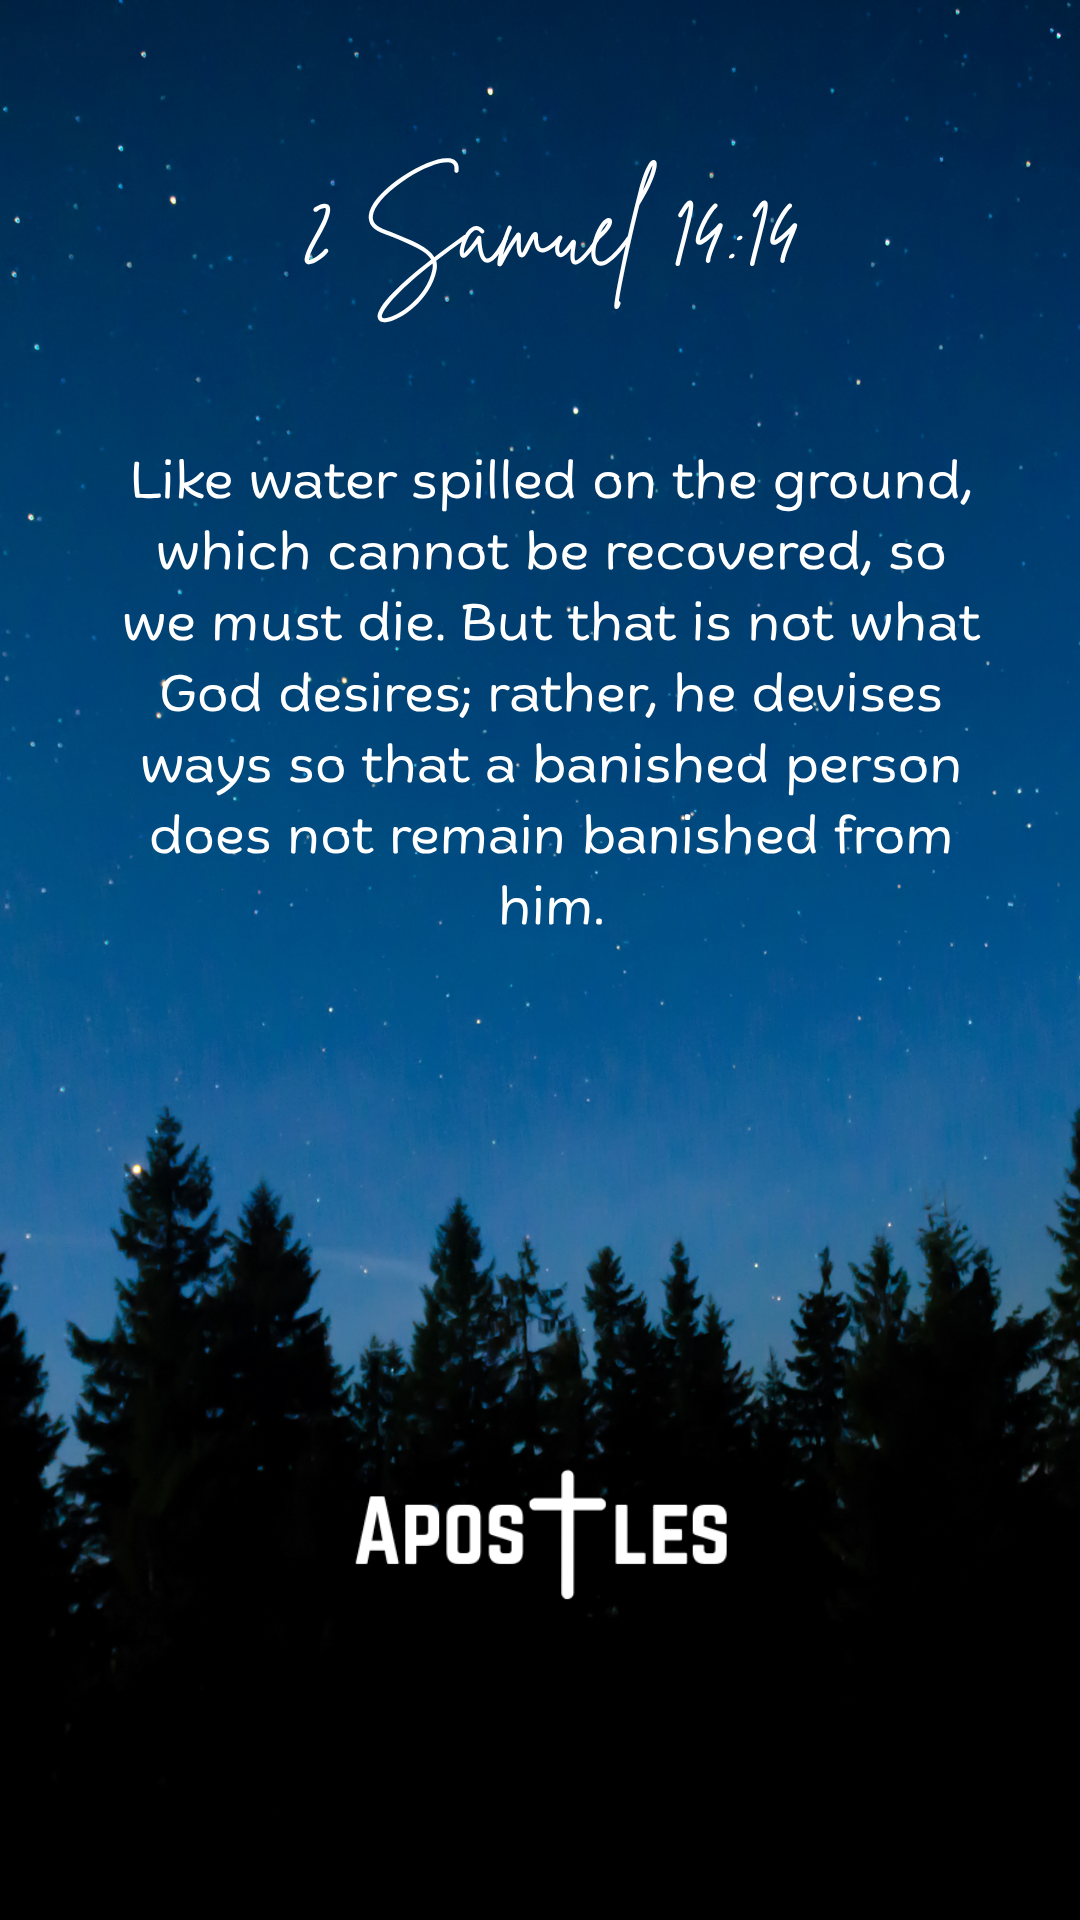 2 Samuel 14:14
Like water spilled on the ground,
which cannot be recovered, so
we must die. But that is not what
God desires; rather, he devises
ways so that a banished person
does not remain banished from
him.
Apostles